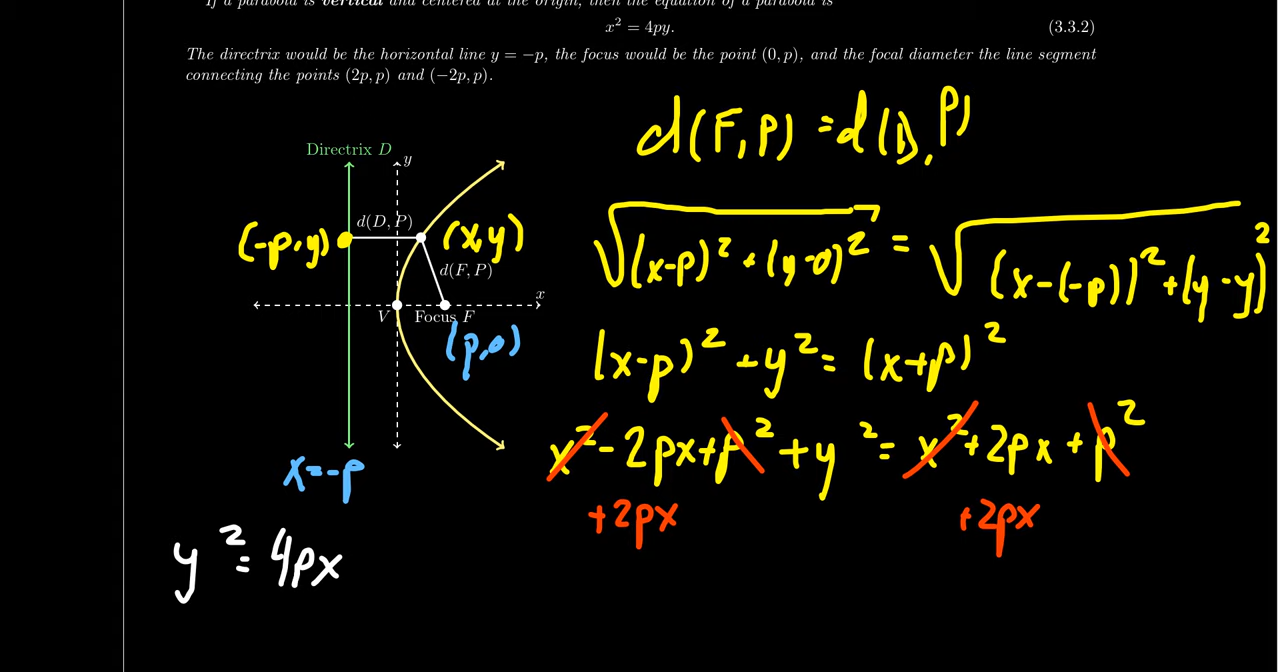 If a parabola is vertical and centered at the origin, then the equation of a parabola is
x² = 4py. (3.3.2)
The directrix would be the horizontal line y = −p, the focus would be the point (0, p), and the focal diameter the line segment
connecting the points (2p, p) and (−2p, p).
d(F, P) = d(D, P)
Directrix D
y
d(D, P)
(-p, y)
(x, y)
d(F, P)
x
V
Focus F
(p, 0)
x = -p
√((x-p)² + (y-0)²) = √((x-(-p))² + (y-y)²)
(x-p)² + y² = (x+p)²
x² - 2px + p² + y² = x² + 2px + p²
+2px +2px
y² = 4px